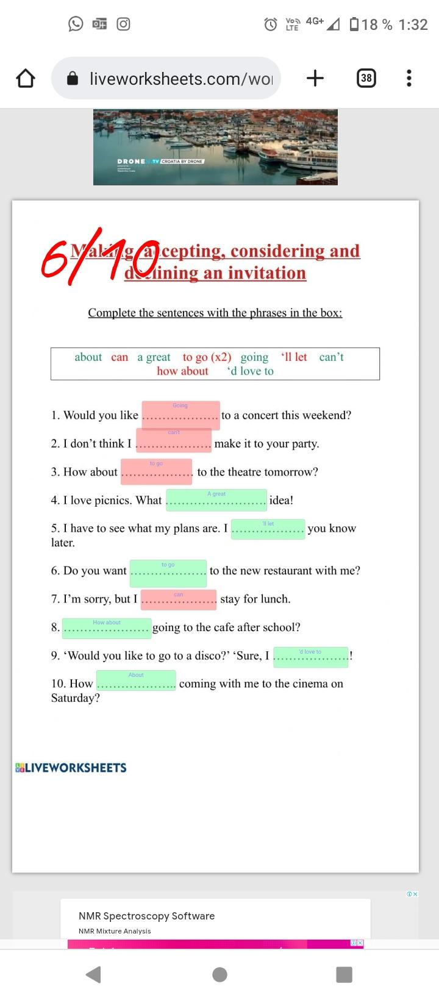 VoLTE 4G+ 18 % 1:32
liveworksheets.com/wor
38
DRONE TV CROATIA BY DRONE
6/10
Making, accepting, considering and
declining an invitation
Complete the sentences with the phrases in the box:
about can a great to go (x2) going ‘ll let can’t
how about ‘d love to
Going
1. Would you like .................. to a concert this weekend?
can't
2. I don’t think I .................. make it to your party.
to go
3. How about ................. to the theatre tomorrow?
A great
4. I love picnics. What ........................ idea!
'll let
5. I have to see what my plans are. I ................. you know
later.
to go
6. Do you want .................. to the new restaurant with me?
can
7. I’m sorry, but I .................. stay for lunch.
How about
8. .................... going to the cafe after school?
'd love to
9. ‘Would you like to go to a disco?’ ‘Sure, I ..................!
About
10. How ................... coming with me to the cinema on
Saturday?
LIVEWORKSHEETS
NMR Spectroscopy Software
NMR Mixture Analysis